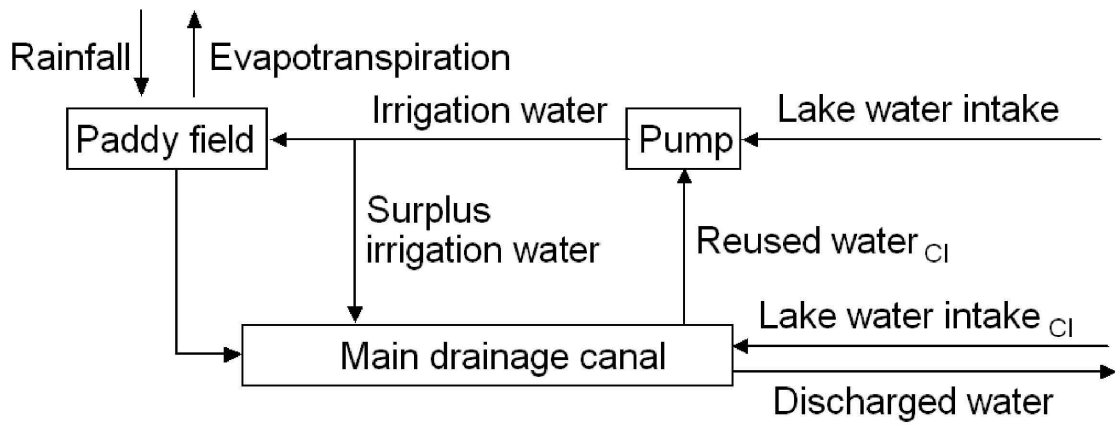 Rainfall
Evapotranspiration
Paddy field
Irrigation water
Pump
Lake water intake
Surplus
irrigation water
Reused water CI
Main drainage canal
Lake water intake CI
Discharged water